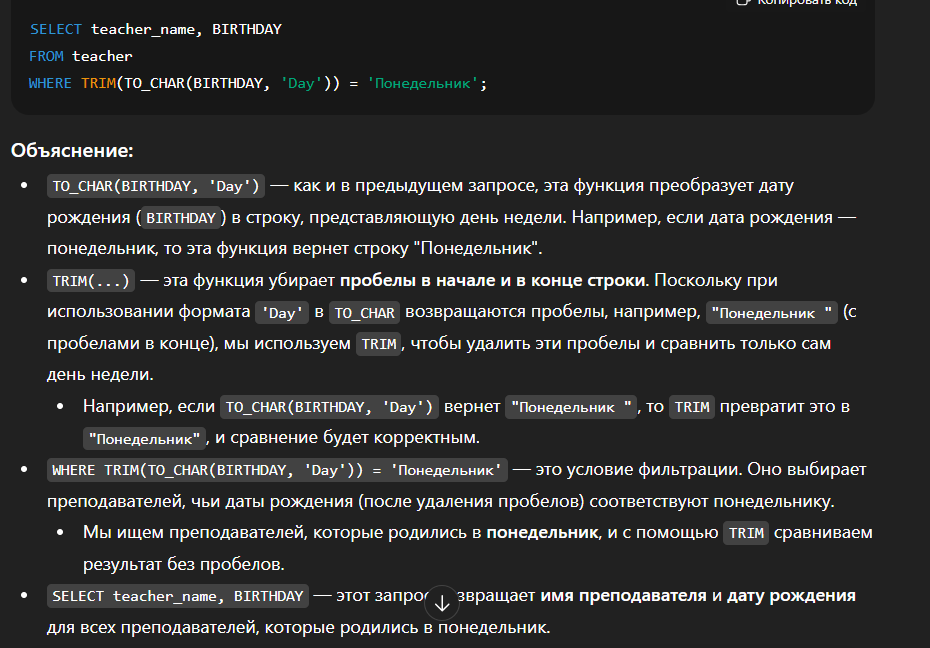 Копировать код
SELECT teacher_name, BIRTHDAY
FROM teacher
WHERE TRIM(TO_CHAR(BIRTHDAY, 'Day')) = 'Понедельник';
Объяснение:
• TO_CHAR(BIRTHDAY, 'Day') — как и в предыдущем запросе, эта функция преобразует дату
рождения (BIRTHDAY) в строку, представляющую день недели. Например, если дата рождения —
понедельник, то эта функция вернет строку "Понедельник".
• TRIM(...) — эта функция убирает пробелы в начале и в конце строки. Поскольку при
использовании формата 'Day' в TO_CHAR возвращаются пробелы, например, "Понедельник " (с
пробелами в конце), мы используем TRIM, чтобы удалить эти пробелы и сравнить только сам
день недели.
• Например, если TO_CHAR(BIRTHDAY, 'Day') вернет "Понедельник ", то TRIM превратит это в
"Понедельник", и сравнение будет корректным.
• WHERE TRIM(TO_CHAR(BIRTHDAY, 'Day')) = 'Понедельник' — это условие фильтрации. Оно выбирает
преподавателей, чьи даты рождения (после удаления пробелов) соответствуют понедельнику.
• Мы ищем преподавателей, которые родились в понедельник, и с помощью TRIM сравниваем
результат без пробелов.
• SELECT teacher_name, BIRTHDAY — этот имя преподавателя и дату рождения
для всех преподавателей, которые родились в понедельник.